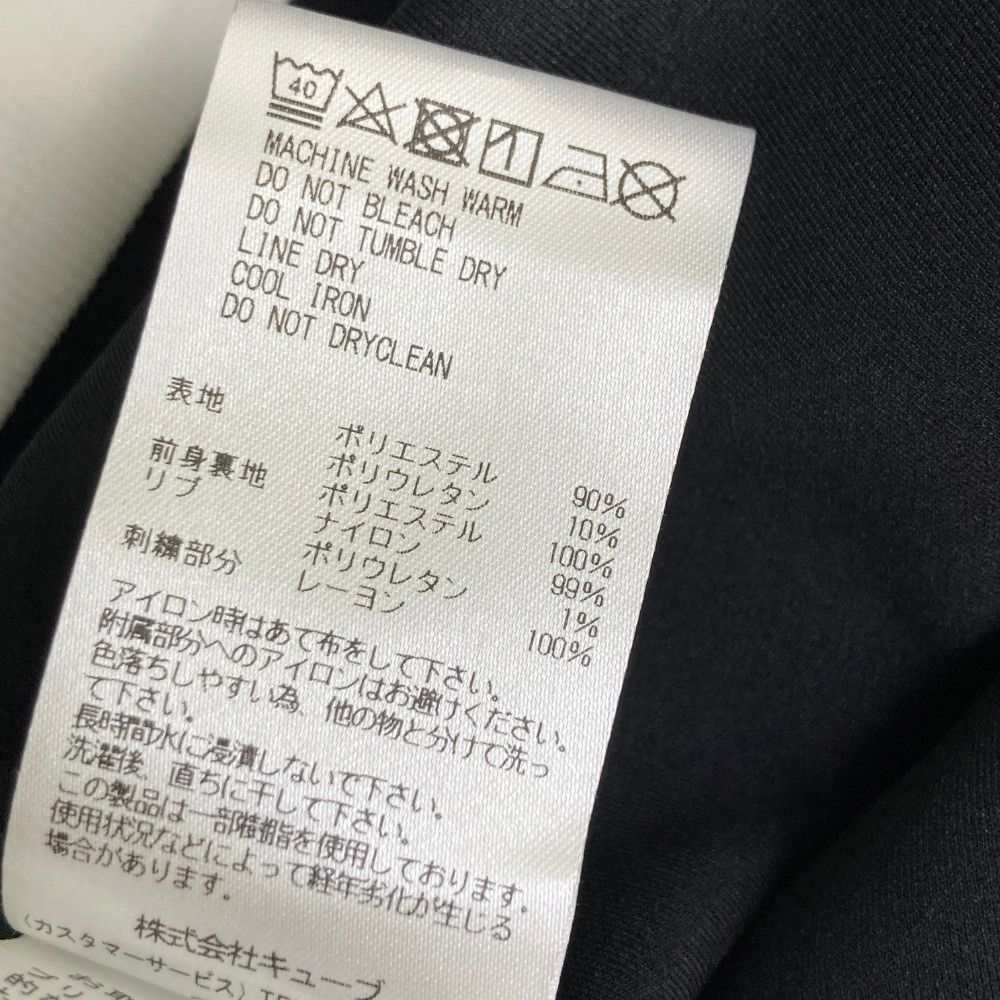 40
MACHINE WASH WARM
DO NOT BLEACH
DO NOT TUMBLE DRY
LINE DRY
COOL IRON
DO NOT DRYCLEAN
表地 ポリエステル 90%
ポリウレタン 10%
前身裏地 ポリエステル 100%
リブ ナイロン 99%
ポリウレタン 1%
刺繍部分 レーヨン 100%
アイロン時はあて布をして下さい。
附属部分へのアイロンはお避けください。
色落ちしやすい為、他の物と分けて洗っ
て下さい。
長時間水に浸漬しないで下さい。
洗濯後、直ちに干して下さい。
この製品は一部樹脂を使用しております。
使用状況などによって経年劣化が生じる
場合があります。
株式会社キューブ
(カスタマーサービス)